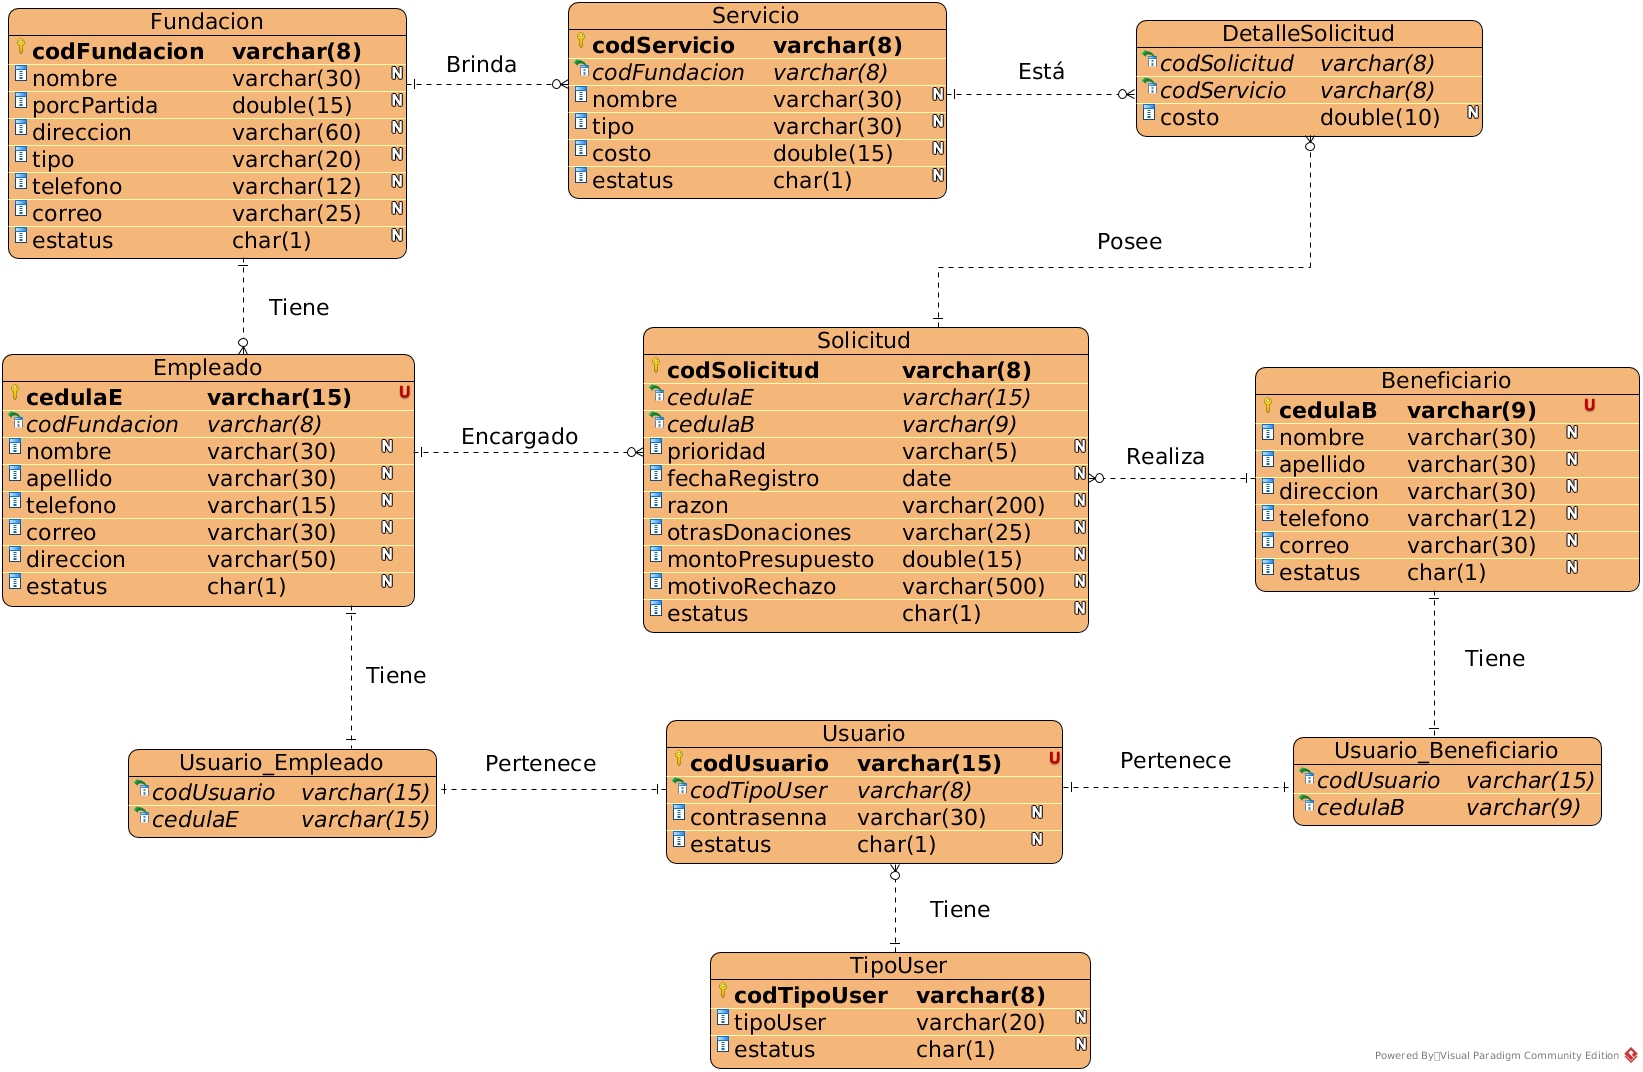 Fundacion
codFundacion varchar(8)
nombre varchar(30) N
porcPartida double(15) N
direccion varchar(60) N
tipo varchar(20) N
telefono varchar(12) N
correo varchar(25) N
estatus char(1) N
Brinda
Servicio
codServicio varchar(8)
codFundacion varchar(8)
nombre varchar(30) N
tipo varchar(30) N
costo double(15) N
estatus char(1) N
Está
DetalleSolicitud
codSolicitud varchar(8)
codServicio varchar(8)
costo double(10) N
Posee
Tiene
Empleado
cedulaE varchar(15) U
codFundacion varchar(8)
nombre varchar(30) N
apellido varchar(30) N
telefono varchar(15) N
correo varchar(30) N
direccion varchar(50) N
estatus char(1) N
Encargado
Solicitud
codSolicitud varchar(8)
cedulaE varchar(15)
cedulaB varchar(9)
prioridad varchar(5) N
fechaRegistro date N
razon varchar(200) N
otrasDonaciones varchar(25) N
montoPresupuesto double(15) N
motivoRechazo varchar(500) N
estatus char(1) N
Realiza
Beneficiario
cedulaB varchar(9) U
nombre varchar(30) N
apellido varchar(30) N
direccion varchar(30) N
telefono varchar(12) N
correo varchar(30) N
estatus char(1) N
Tiene
Tiene
Usuario_Empleado
codUsuario varchar(15)
cedulaE varchar(15)
Pertenece
Usuario
codUsuario varchar(15) U
codTipoUser varchar(8)
contrasenna varchar(30) N
estatus char(1) N
Pertenece
Usuario_Beneficiario
codUsuario varchar(15)
cedulaB varchar(9)
Tiene
TipoUser
codTipoUser varchar(8)
tipoUser varchar(20) N
estatus char(1) N
Powered By Visual Paradigm Community Edition